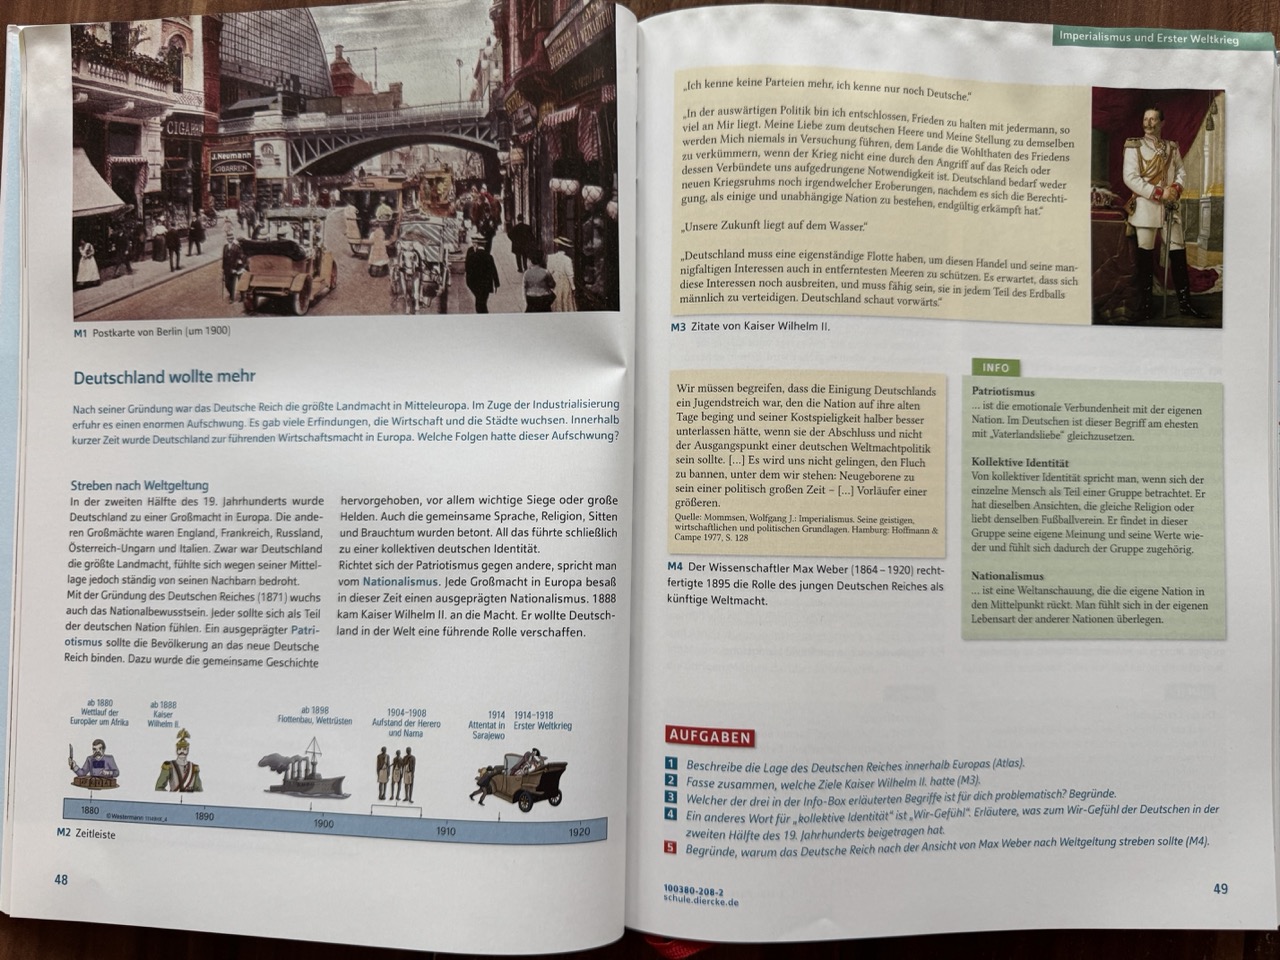 CIGARR
J.Neumann
CIGARREN
M1 Postkarte von Berlin (um 1900)
Deutschland wollte mehr
Nach seiner Gründung war das Deutsche Reich die größte Landmacht in Mitteleuropa. Im Zuge der Industrialisierung
erfuhr es einen enormen Aufschwung. Es gab viele Erfindungen, die Wirtschaft und die Städte wuchsen. Innerhalb
kurzer Zeit wurde Deutschland zur führenden Wirtschaftsmacht in Europa. Welche Folgen hatte dieser Aufschwung?
Streben nach Weltgeltung
In der zweiten Hälfte des 19. Jahrhunderts wurde
Deutschland zu einer Großmacht in Europa. Die ande-
ren Großmächte waren England, Frankreich, Russland,
Österreich-Ungarn und Italien. Zwar war Deutschland
die größte Landmacht, fühlte sich wegen seiner Mittel-
lage jedoch ständig von seinen Nachbarn bedroht.
Mit der Gründung des Deutschen Reiches (1871) wuchs
auch das Nationalbewusstsein. Jeder sollte sich als Teil
der deutschen Nation fühlen. Ein ausgeprägter Patri-
otismus sollte die Bevölkerung an das neue Deutsche
Reich binden. Dazu wurde die gemeinsame Geschichte
hervorgehoben, vor allem wichtige Siege oder große
Helden. Auch die gemeinsame Sprache, Religion, Sitten
und Brauchtum wurden betont. All das führte schließlich
zu einer kollektiven deutschen Identität.
Richtet sich der Patriotismus gegen andere, spricht man
vom Nationalismus. Jede Großmacht in Europa besaß
in dieser Zeit einen ausgeprägten Nationalismus. 1888
kam Kaiser Wilhelm II. an die Macht. Er wollte Deutsch-
land in der Welt eine führende Rolle verschaffen.
ab 1880
Wettlauf der
Europäer um Afrika
ab 1888
Kaiser
Wilhelm II.
ab 1898
Flottenbau, Wettrüsten
1904–1908
Aufstand der Herero
und Nama
1914
Attentat in
Sarajewo
1914–1918
Erster Weltkrieg
1880
©Westermann
1890
1900
1910
1920
M2 Zeitleiste
48
Imperialismus und Erster Weltkrieg
„Ich kenne keine Parteien mehr, ich kenne nur noch Deutsche.“
„In der auswärtigen Politik bin ich entschlossen, Frieden zu halten mit jedermann, so
viel an Mir liegt. Meine Liebe zum deutschen Heere und Meine Stellung zu demselben
werden Mich niemals in Versuchung führen, dem Lande die Wohlthaten des Friedens
zu verkümmern, wenn der Krieg nicht eine durch den Angriff auf das Reich oder
dessen Verbündete uns aufgedrungene Notwendigkeit ist. Deutschland bedarf weder
neuen Kriegsruhms noch irgendwelcher Eroberungen, nachdem es sich die Berechti-
gung, als einige und unabhängige Nation zu bestehen, endgültig erkämpft hat.“
„Unsere Zukunft liegt auf dem Wasser.“
„Deutschland muss eine eigenständige Flotte haben, um diesen Handel und seine man-
nigfaltigen Interessen auch in entferntesten Meeren zu schützen. Es erwartet, dass sich
diese Interessen noch ausbreiten, und muss fähig sein, sie in jedem Teil des Erdballs
männlich zu verteidigen. Deutschland schaut vorwärts.“
M3 Zitate von Kaiser Wilhelm II.
Wir müssen begreifen, dass die Einigung Deutschlands
ein Jugendstreich war, den die Nation auf ihre alten
Tage beging und seiner Kostspieligkeit halber besser
unterlassen hätte, wenn sie der Abschluss und nicht
der Ausgangspunkt einer deutschen Weltmachtpolitik
sein sollte. [...] Es wird uns nicht gelingen, den Fluch
zu bannen, unter dem wir stehen: Neugeborene zu
sein einer politisch großen Zeit – [...] Vorläufer einer
größeren.
Quelle: Mommsen, Wolfgang J.: Imperialismus. Seine geistigen,
wirtschaftlichen und politischen Grundlagen. Hamburg: Hoffmann &
Campe 1977, S. 128
M4 Der Wissenschaftler Max Weber (1864–1920) recht-
fertigte 1895 die Rolle des jungen Deutschen Reiches als
künftige Weltmacht.
INFO
Patriotismus
... ist die emotionale Verbundenheit mit der eigenen
Nation. Im Deutschen ist dieser Begriff am ehesten
mit „Vaterlandsliebe“ gleichzusetzen.
Kollektive Identität
Von kollektiver Identität spricht man, wenn sich der
einzelne Mensch als Teil einer Gruppe betrachtet. Er
hat dieselben Ansichten, die gleiche Religion oder
liebt denselben Fußballverein. Er findet in dieser
Gruppe seine eigene Meinung und seine Werte wie-
der und fühlt sich dadurch der Gruppe zugehörig.
Nationalismus
... ist eine Weltanschauung, die die eigene Nation in
den Mittelpunkt rückt. Man fühlt sich in der eigenen
Lebensart der anderer Nationen überlegen.
AUFGABEN
1 Beschreibe die Lage des Deutschen Reiches innerhalb Europas (Atlas).
2 Fasse zusammen, welche Ziele Kaiser Wilhelm II. hatte (M3).
3 Welcher der drei in der Info-Box erläuterten Begriffe ist für dich problematisch? Begründe.
4 Ein anderes Wort für „kollektive Identität“ ist „Wir-Gefühl“. Erläutere, was zum Wir-Gefühl der Deutschen in der
zweiten Hälfte des 19. Jahrhunderts beigetragen hat.
5 Begründe, warum das Deutsche Reich nach der Ansicht von Max Weber nach Weltgeltung streben sollte (M4).
100380-208-2
schule.diercke.de
49